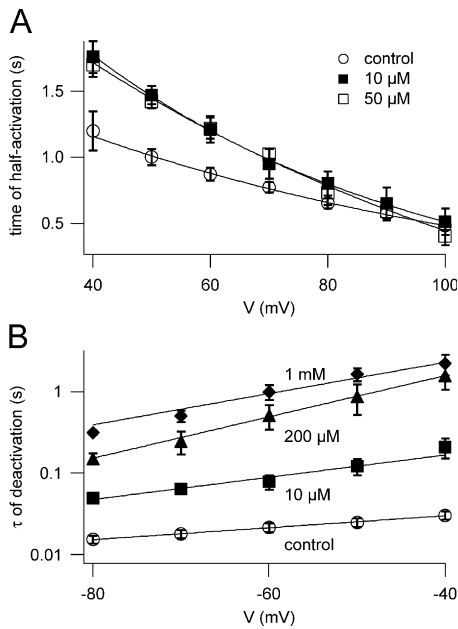 A
time of half-activation (s)
1.5
1.0
0.5
control
10 μM
50 μM
40
60
80
100
V (mV)
B
τ of deactivation (s)
1
0.1
0.01
1 mM
200 μM
10 μM
control
-80
-60
-40
V (mV)